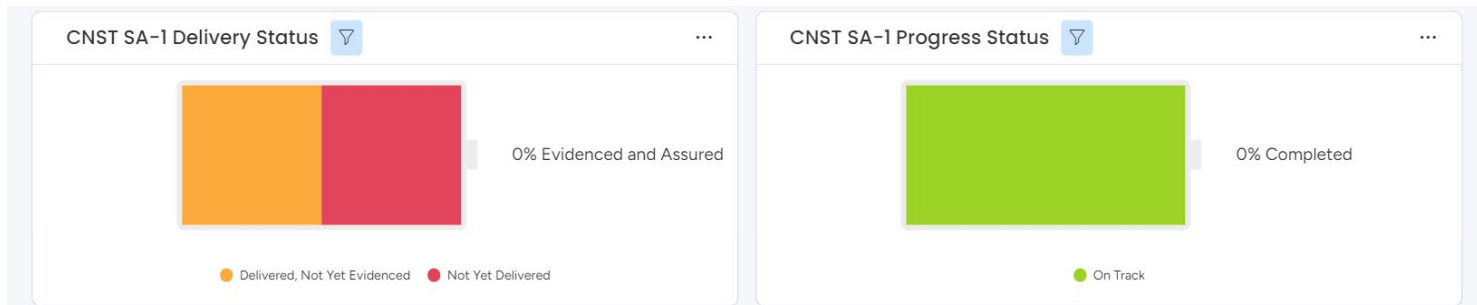 CNST SA-1 Delivery Status
0% Evidenced and Assured
Delivered, Not Yet Evidenced
Not Yet Delivered
CNST SA-1 Progress Status
0% Completed
On Track